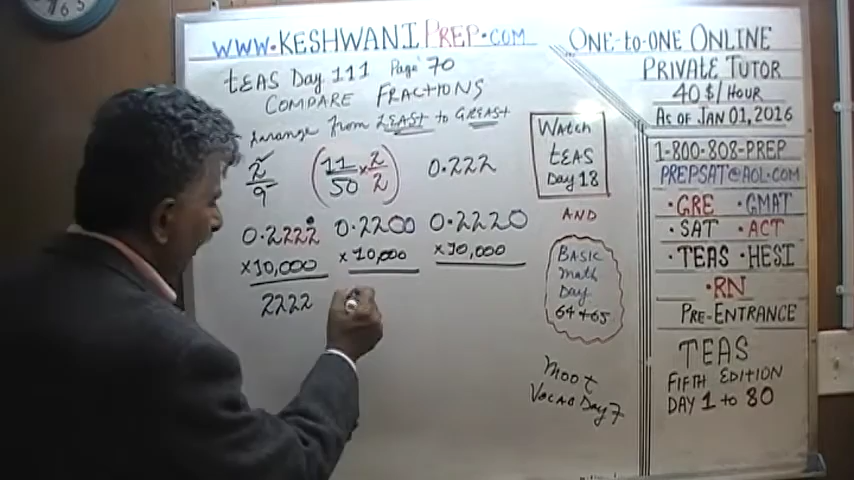 WWW.KESHWANIPREP.COM
tEAS Day 111 Page 70
COMPARE FRACTIONS
Arrange from LEAST to GREAST
2/9 (11/50 × 2/2) 0.222
0.2222 0.2200 0.2220
×10,000 ×10,000 ×10,000
2222
Watch
tEAS
Day 18
AND
BASIC
math
Day
64+65
moot
VOCAB Day 7
ONE-to-ONE ONLINE
PRIVATE TUTOR
40 $/HOUR
AS OF JAN 01, 2016
1-800-808-PREP
PREPSAT@AOL.COM
•GRE •GMAT
•SAT •ACT
•TEAS •HESI
•RN
PRE-ENTRANCE
TEAS
FIFTH EDITION
DAY 1 to 80